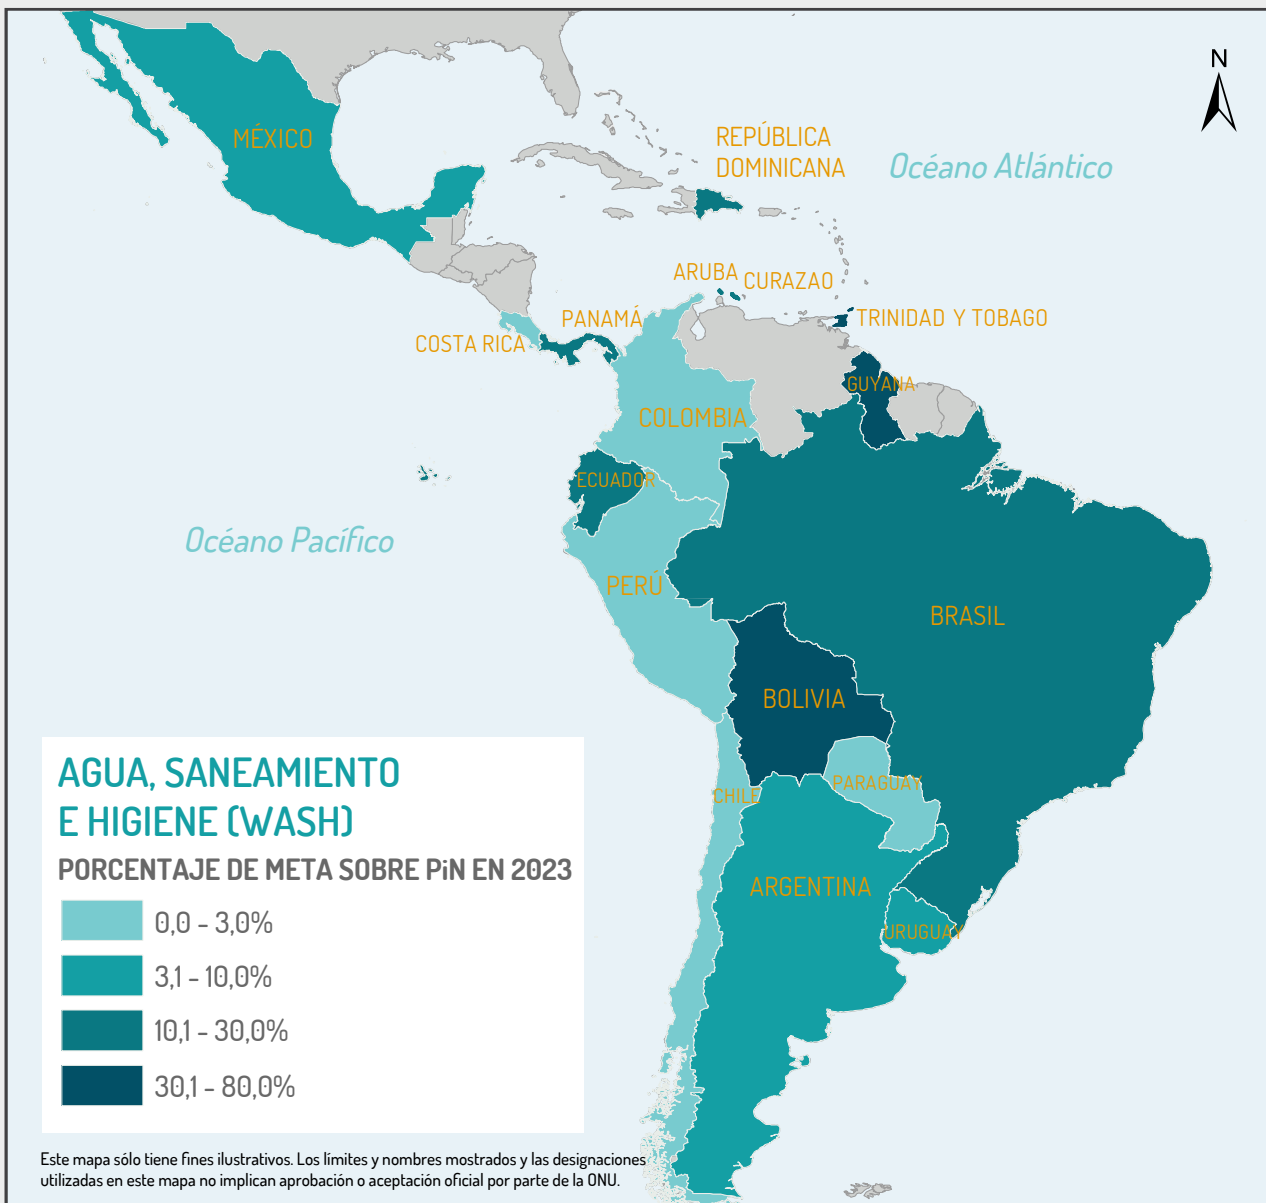 N
MÉXICO
REPÚBLICA
DOMINICANA
Océano Atlántico
ARUBA
CURAZAO
PANAMÁ
TRINIDAD Y TOBAGO
COSTA RICA
GUYANA
COLOMBIA
ECUADOR
Océano Pacífico
PERÚ
BRASIL
BOLIVIA
PARAGUAY
CHILE
ARGENTINA
URUGUAY
AGUA, SANEAMIENTO
E HIGIENE (WASH)
PORCENTAJE DE META SOBRE PiN EN 2023
0,0 - 3,0%
3,1 - 10,0%
10,1 - 30,0%
30,1 - 80,0%
Este mapa sólo tiene fines ilustrativos. Los límites y nombres mostrados y las designaciones
utilizadas en este mapa no implican aprobación o aceptación oficial por parte de la ONU.